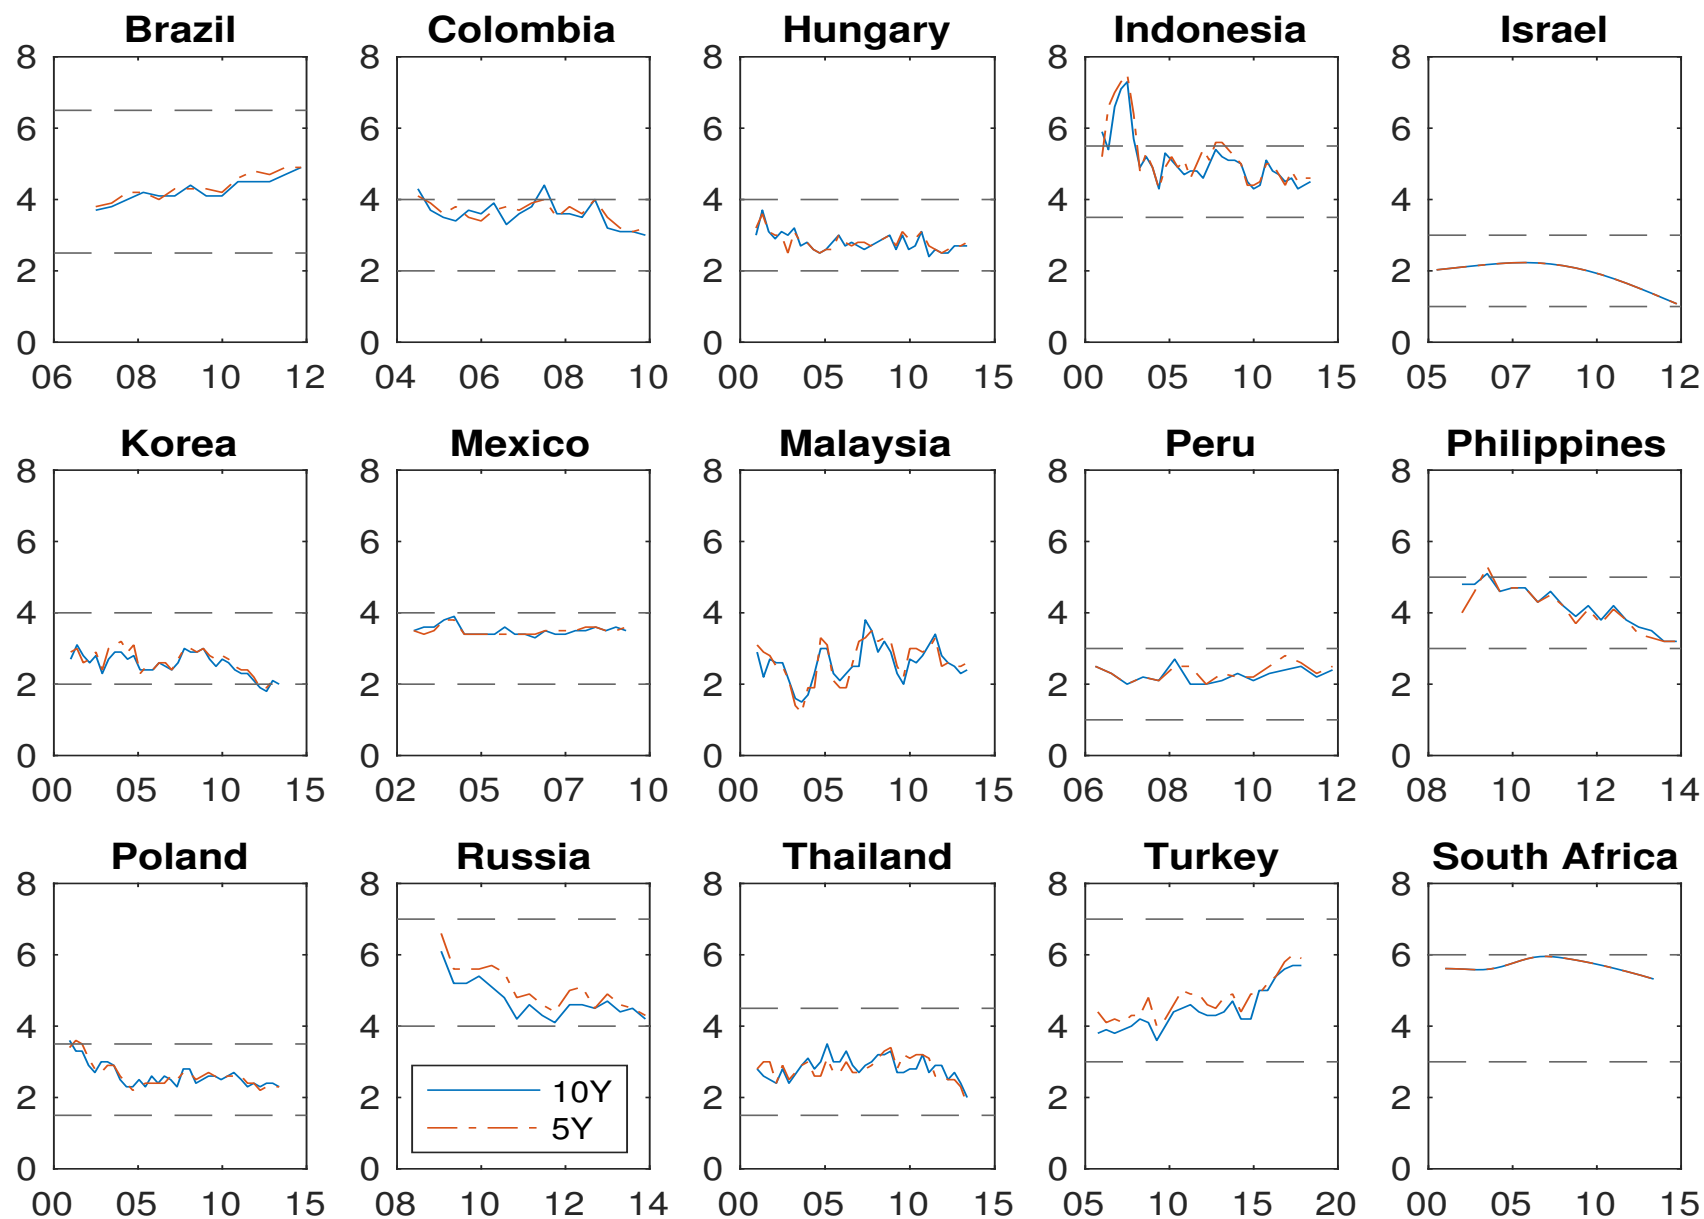 Brazil Colombia Hungary Indonesia Israel
8 8 8 8 8
6 6 6 6 6
4 4 4 4 4
2 2 2 2 2
0 0 0 0 0
06 08 10 12 04 06 08 10 00 05 10 15 00 05 10 15 05 07 10 12
Korea Mexico Malaysia Peru Philippines
8 8 8 8 8
6 6 6 6 6
4 4 4 4 4
2 2 2 2 2
0 0 0 0 0
00 05 10 15 02 05 07 10 00 05 10 15 06 08 10 12 08 10 12 14
Poland Russia Thailand Turkey South Africa
8 8 8 8 8
6 6 6 6 6
4 4 4 4 4
2 2 2 2 2
10Y
5Y
0 0 0 0 0
00 05 10 15 08 10 12 14 00 05 10 15 05 10 15 20 00 05 10 15